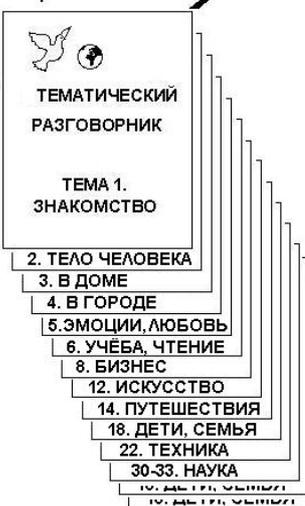 ТЕМАТИЧЕСКИЙ
РАЗГОВОРНИК
ТЕМА 1.
ЗНАКОМСТВО
2. ТЕЛО ЧЕЛОВЕКА
3. В ДОМЕ
4. В ГОРОДЕ
5.ЭМОЦИИ, ЛЮБОВЬ
6. УЧЁБА, ЧТЕНИЕ
8. БИЗНЕС
12. ИСКУССТВО
14. ПУТЕШЕСТВИЯ
18. ДЕТИ, СЕМЬЯ
22. ТЕХНИКА
30-33. НАУКА